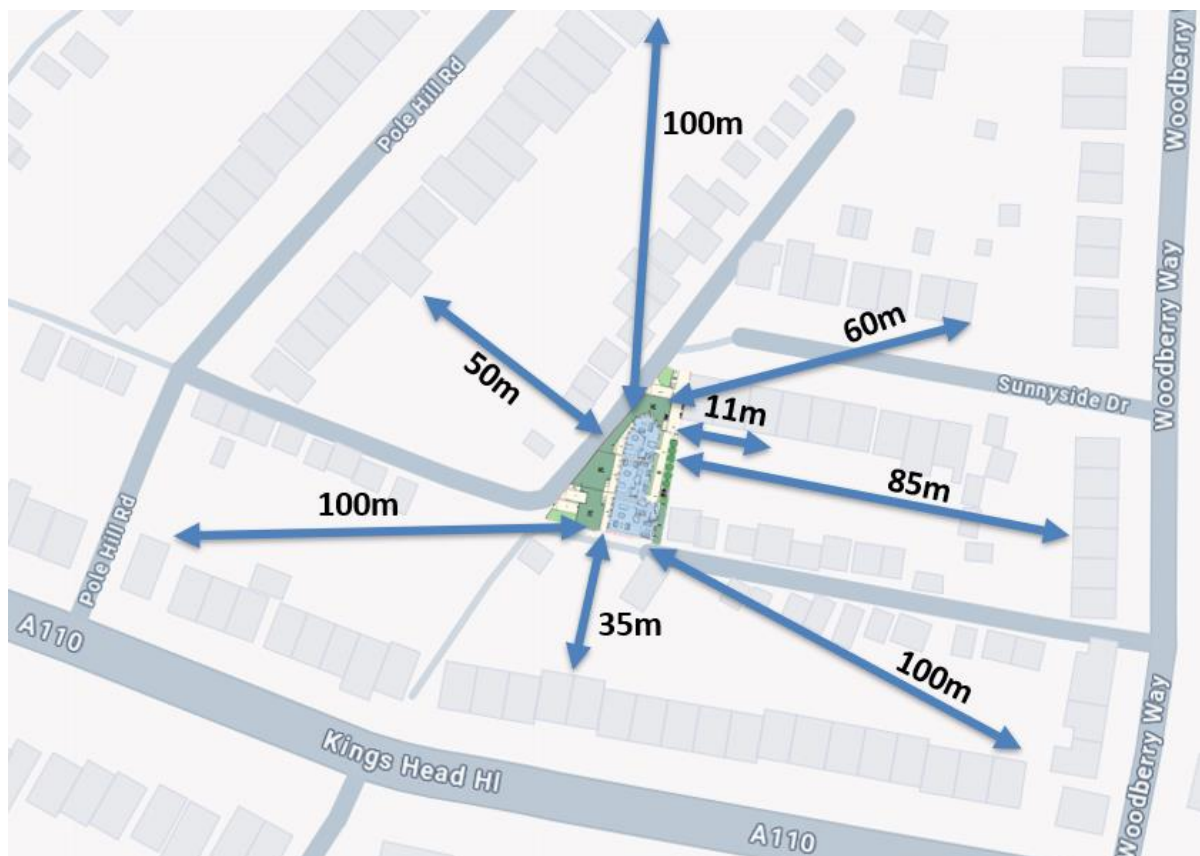 Pole Hill Rd
100m
Woodberry
Woodberry Way
60m
50m
Sunnyside Dr
11m
85m
100m
Pole Hill Rd
35m
A110
100m
Woodberry Way
Kings Head Hl
A110